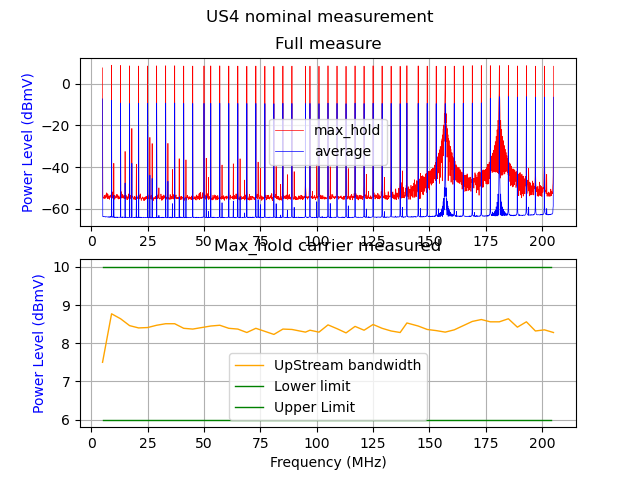 US4 nominal measurement
Full measure
Power Level (dBmV)
0
−20
−40
−60
max_hold
average
0 25 50 75 100 125 150 175 200
Max_hold carrier measured
Power Level (dBmV)
10
9
8
7
6
UpStream bandwidth
Lower limit
Upper Limit
0 25 50 75 100 125 150 175 200
Frequency (MHz)